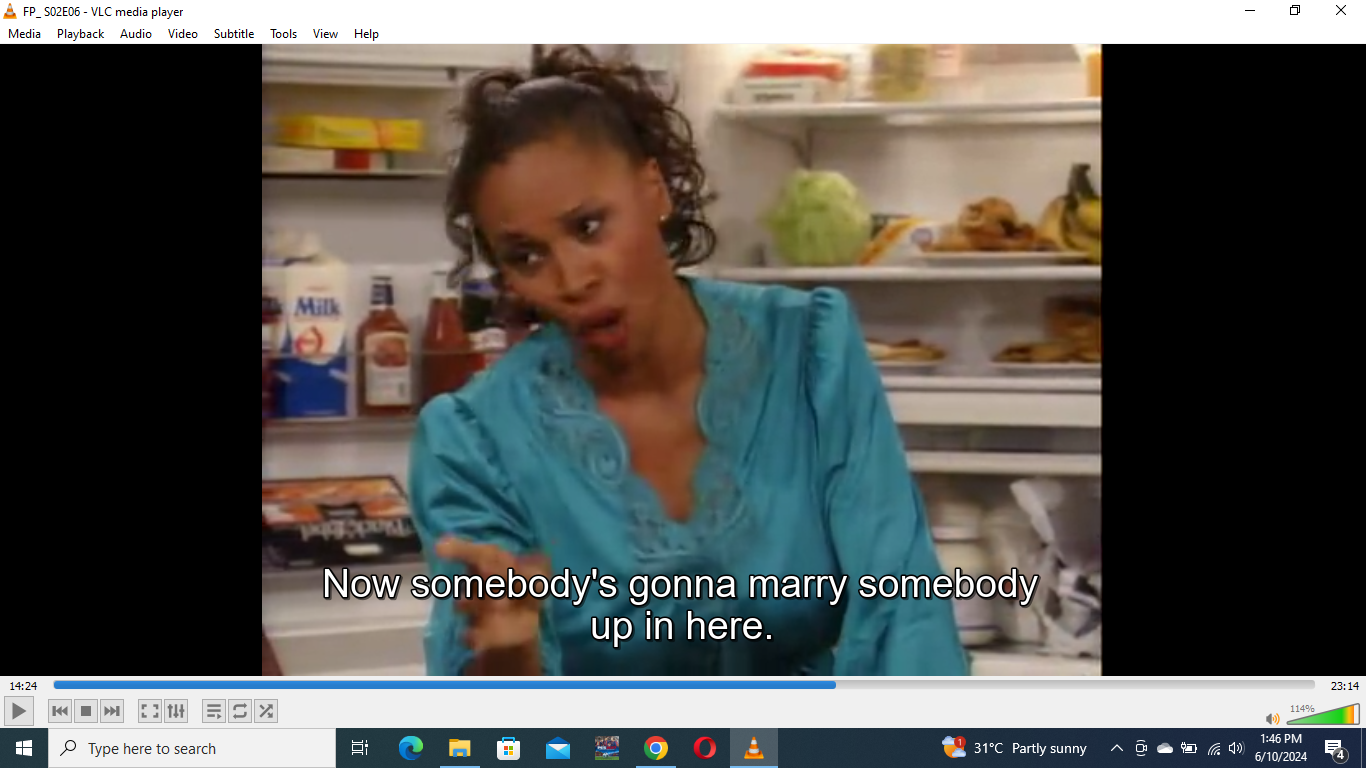 FP_ S02E06 - VLC media player
Media Playback Audio Video Subtitle Tools View Help
Milk
Now somebody's gonna marry somebody
up in here.
14:24
23:14
114%
Type here to search
1
31°C Partly sunny
1:46 PM
6/10/2024
4